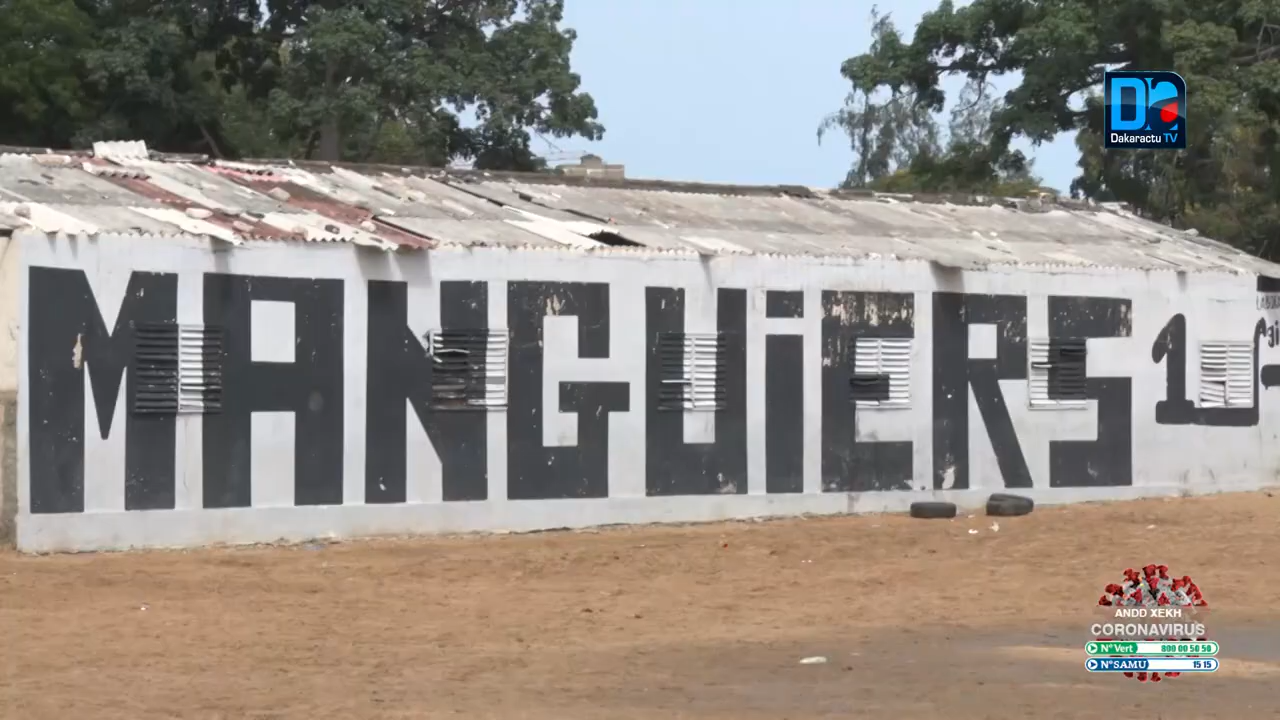 MANGUiERS 1
Dakaractu TV
ANDD XEKH
CORONAVIRUS
N°Vert 800 00 50 50
N°SAMU 15 15